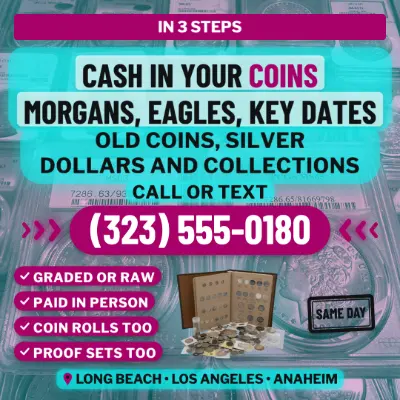 IN 3 STEPS
CASH IN YOUR COINS
MORGANS, EAGLES, KEY DATES
OLD COINS, SILVER
DOLLARS AND COLLECTIONS
CALL OR TEXT
(323) 555-0180
GRADED OR RAW
PAID IN PERSON
COIN ROLLS TOO
PROOF SETS TOO
SAME DAY
LONG BEACH • LOS ANGELES • ANAHEIM